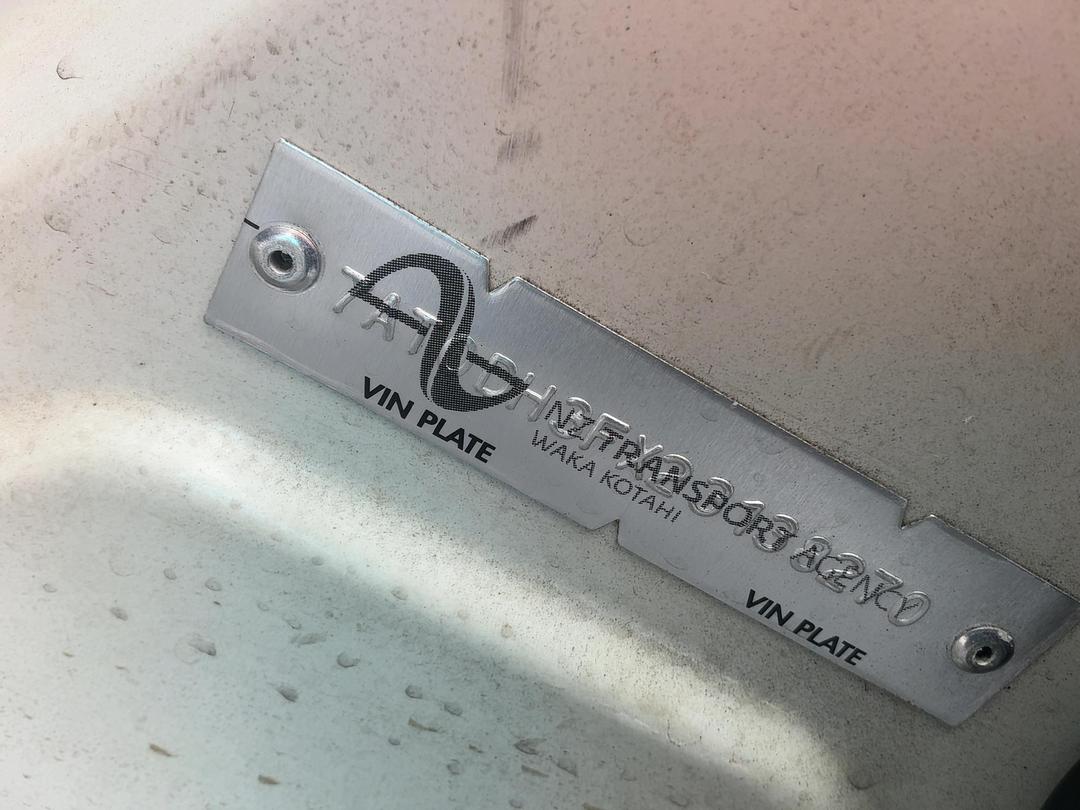 VIN PLATE
NZ TRANSPORT AGENCY
WAKA KOTAHI
VIN PLATE